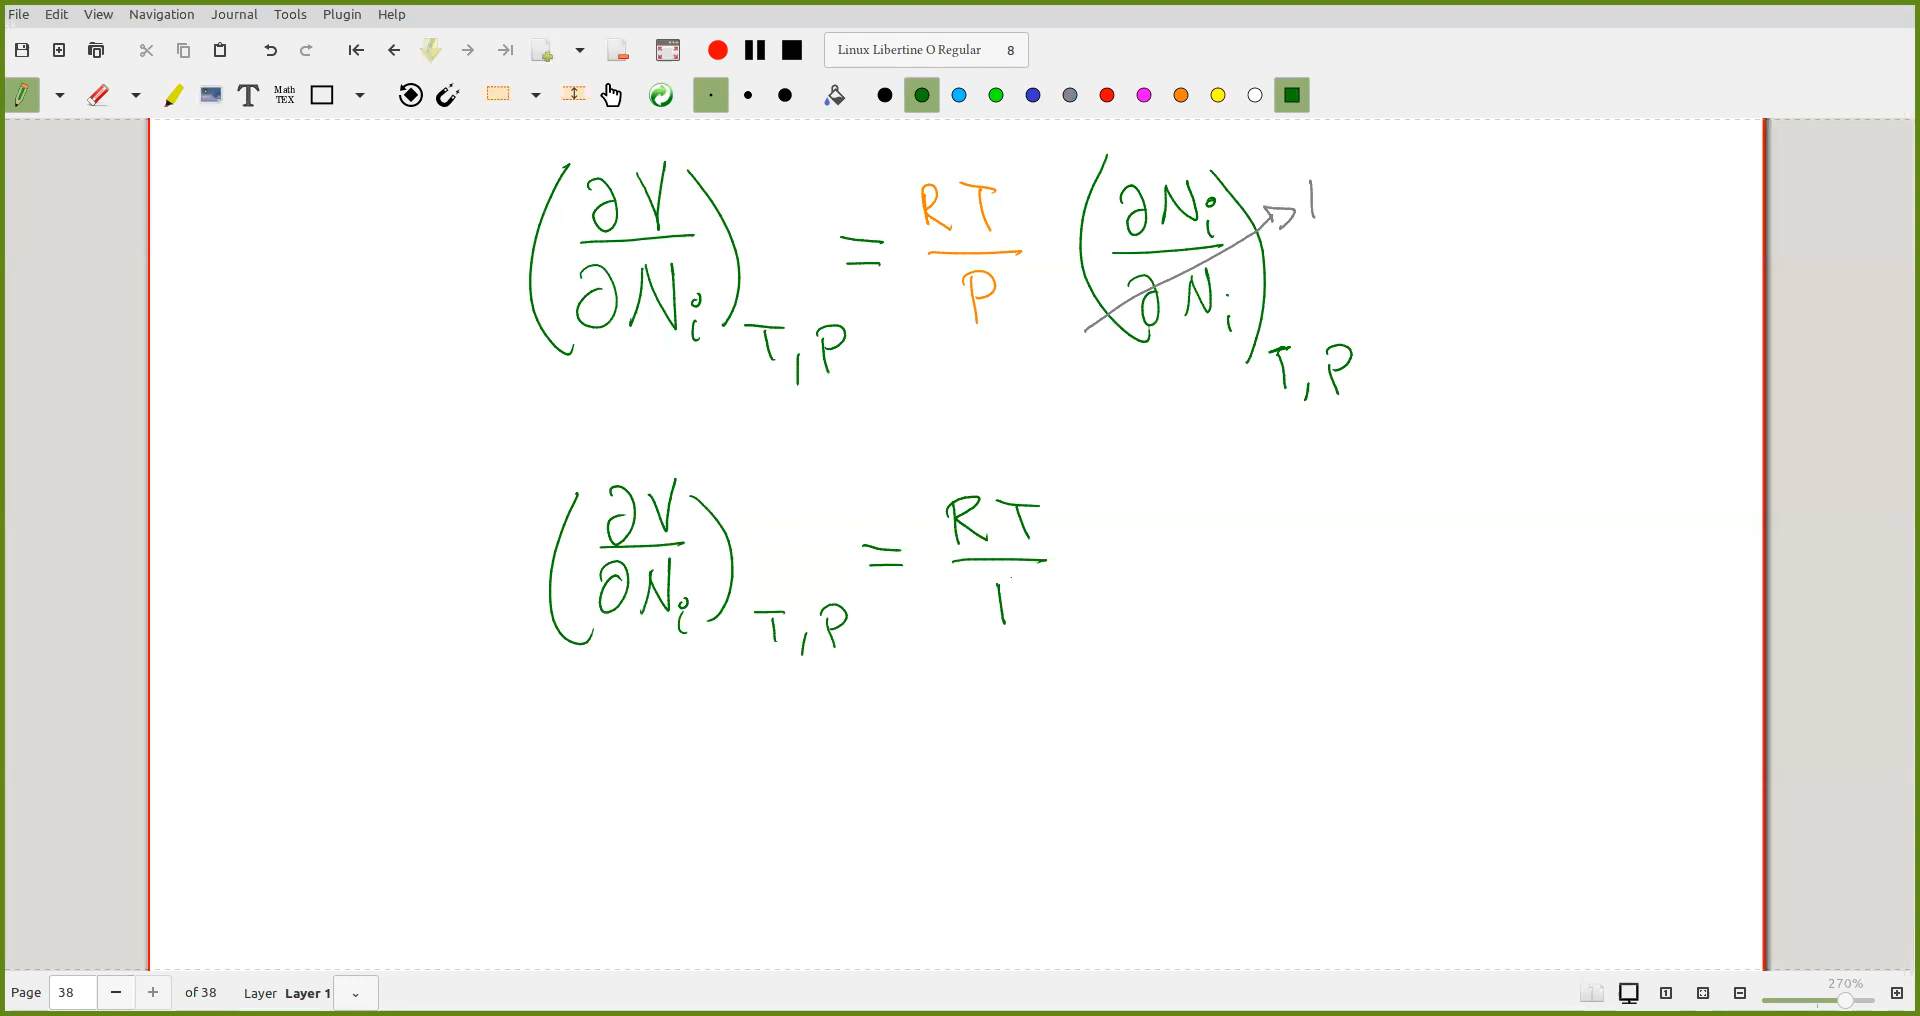 File Edit View Navigation Journal Tools Plugin Help
Linux Libertine O Regular 8
T Math TEX
(∂V/∂Ni)T,P = RT/P (∂Ni/∂Ni)T,P 1
(∂V/∂Ni)T,P = RT/I
Page 38 of 38 Layer Layer 1 270%